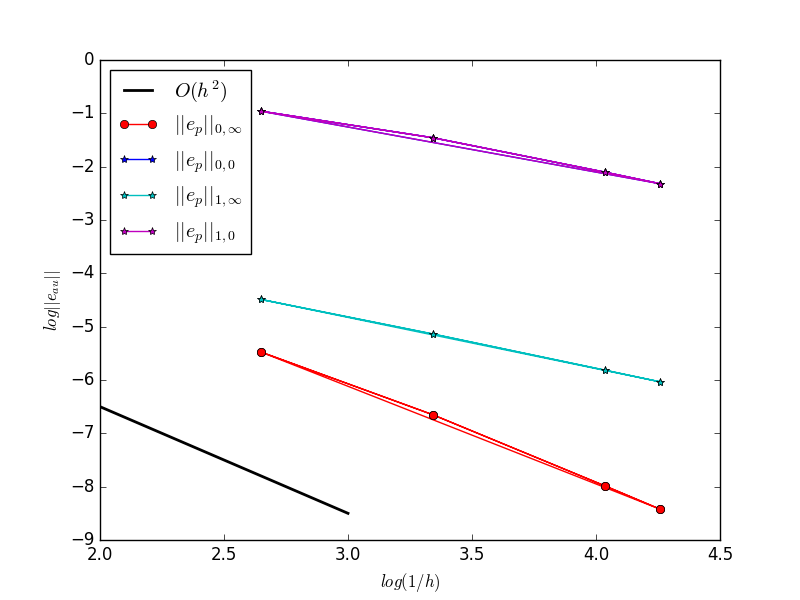 0
−1
−2
−3
−4
−5
−6
−7
−8
−9
2.0
2.5
3.0
3.5
4.0
4.5
log||e_{au}||
log(1/h)
O(h^2)
||e_p||_{0,∞}
||e_p||_{0,0}
||e_p||_{1,∞}
||e_p||_{1,0}